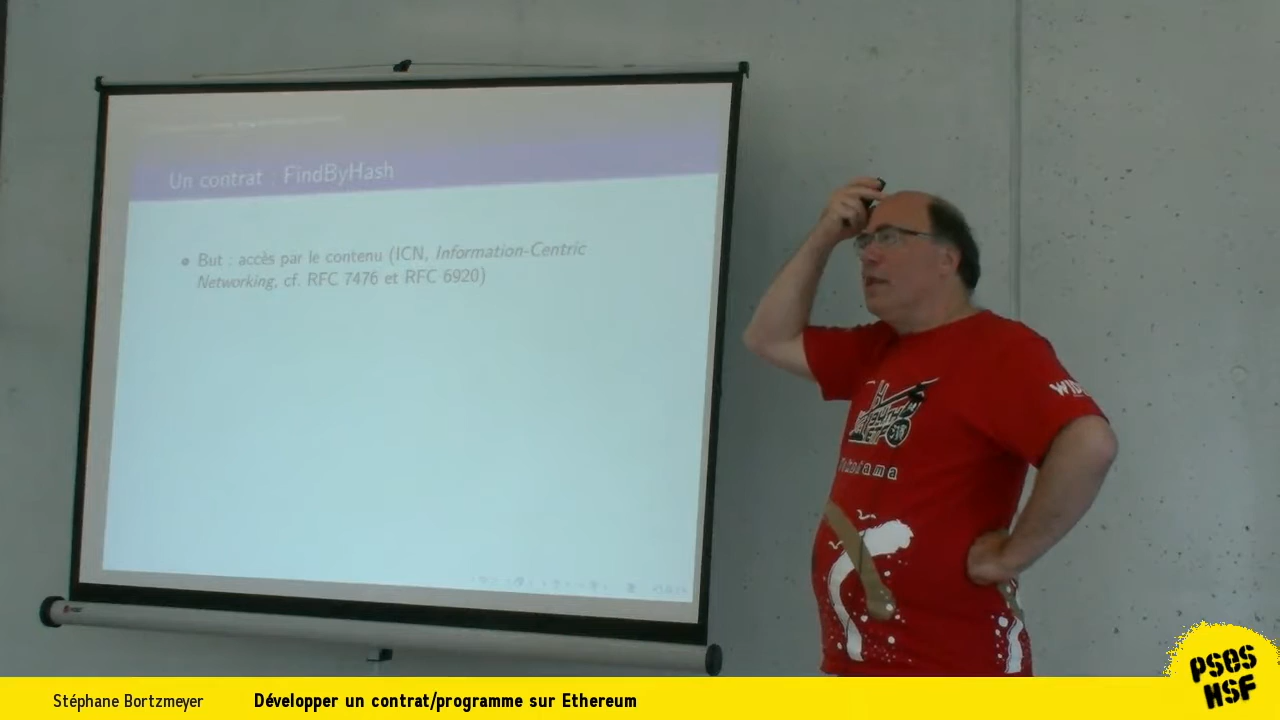 Un contrat : FindByHash
But : accès par le contenu (ICN, Information-Centric
Networking, cf. RFC 7476 et RFC 6920)
Stéphane Bortzmeyer
Développer un contrat/programme sur Ethereum
PSES
HSF